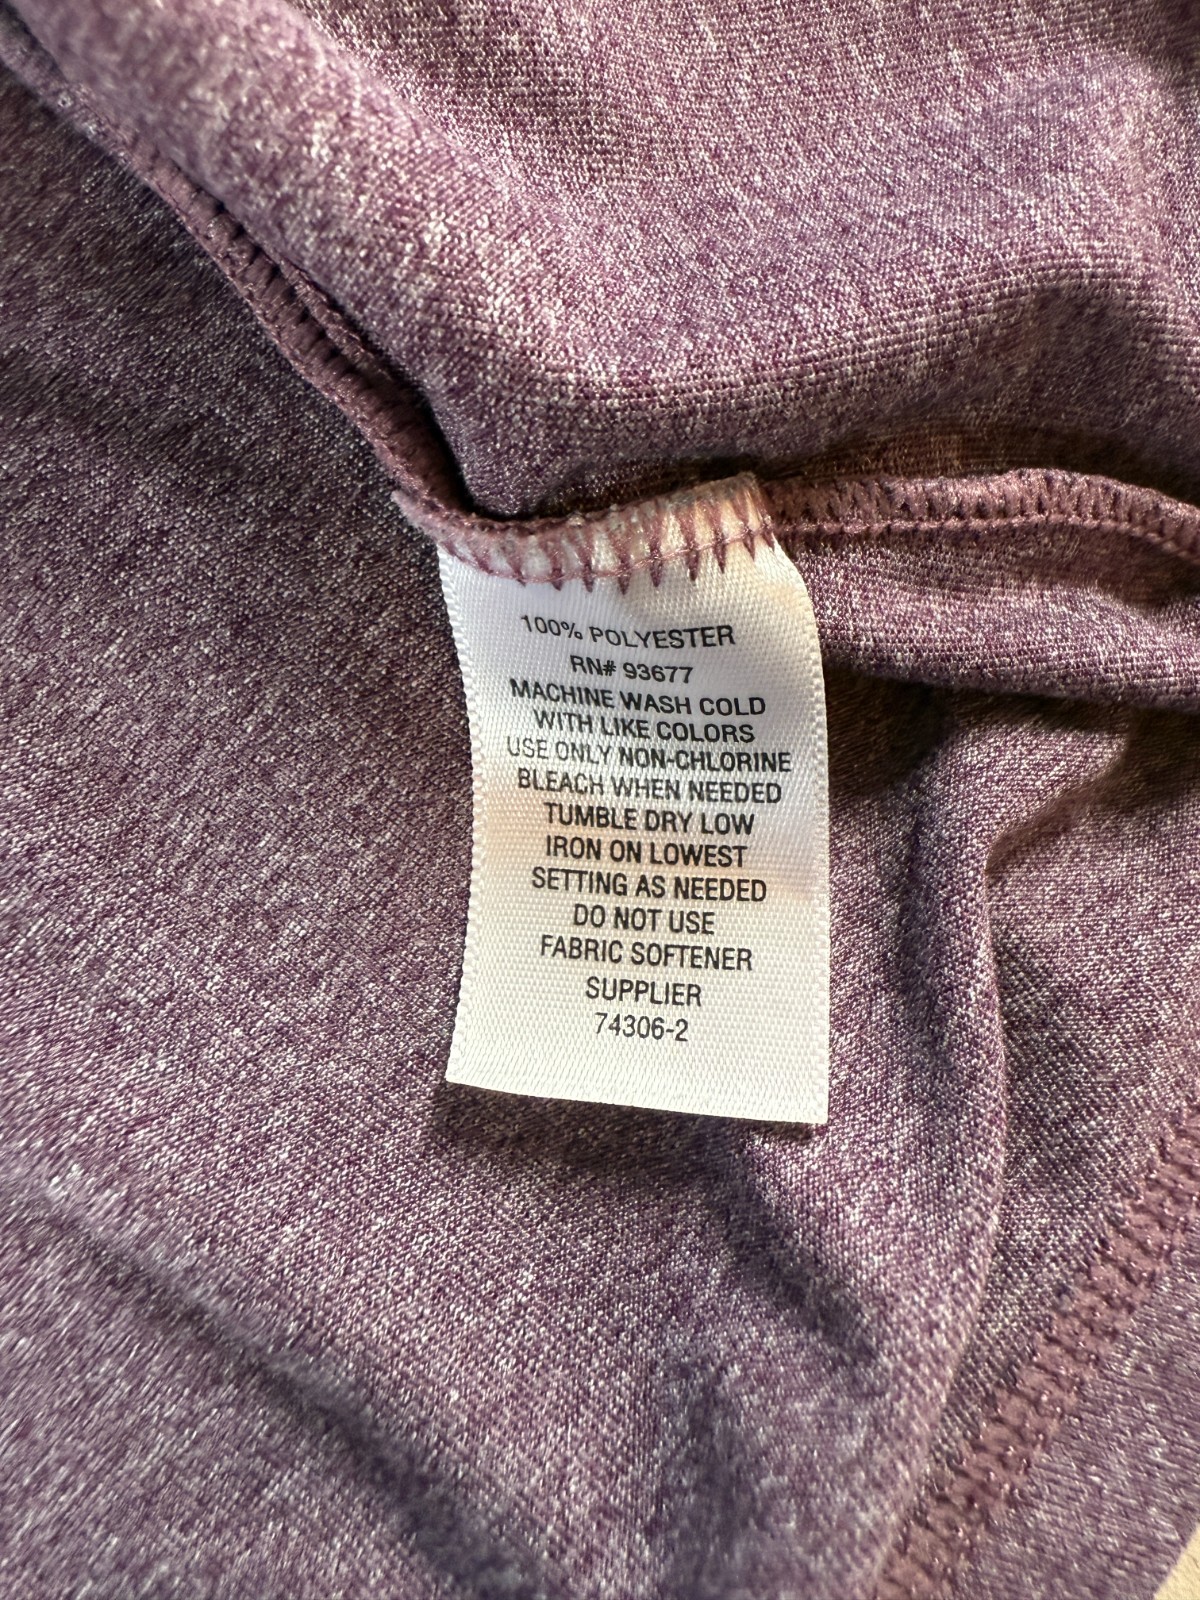 100% POLYESTER
RN# 93677
MACHINE WASH COLD
WITH LIKE COLORS
USE ONLY NON-CHLORINE
BLEACH WHEN NEEDED
TUMBLE DRY LOW
IRON ON LOWEST
SETTING AS NEEDED
DO NOT USE
FABRIC SOFTENER
SUPPLIER
74306-2